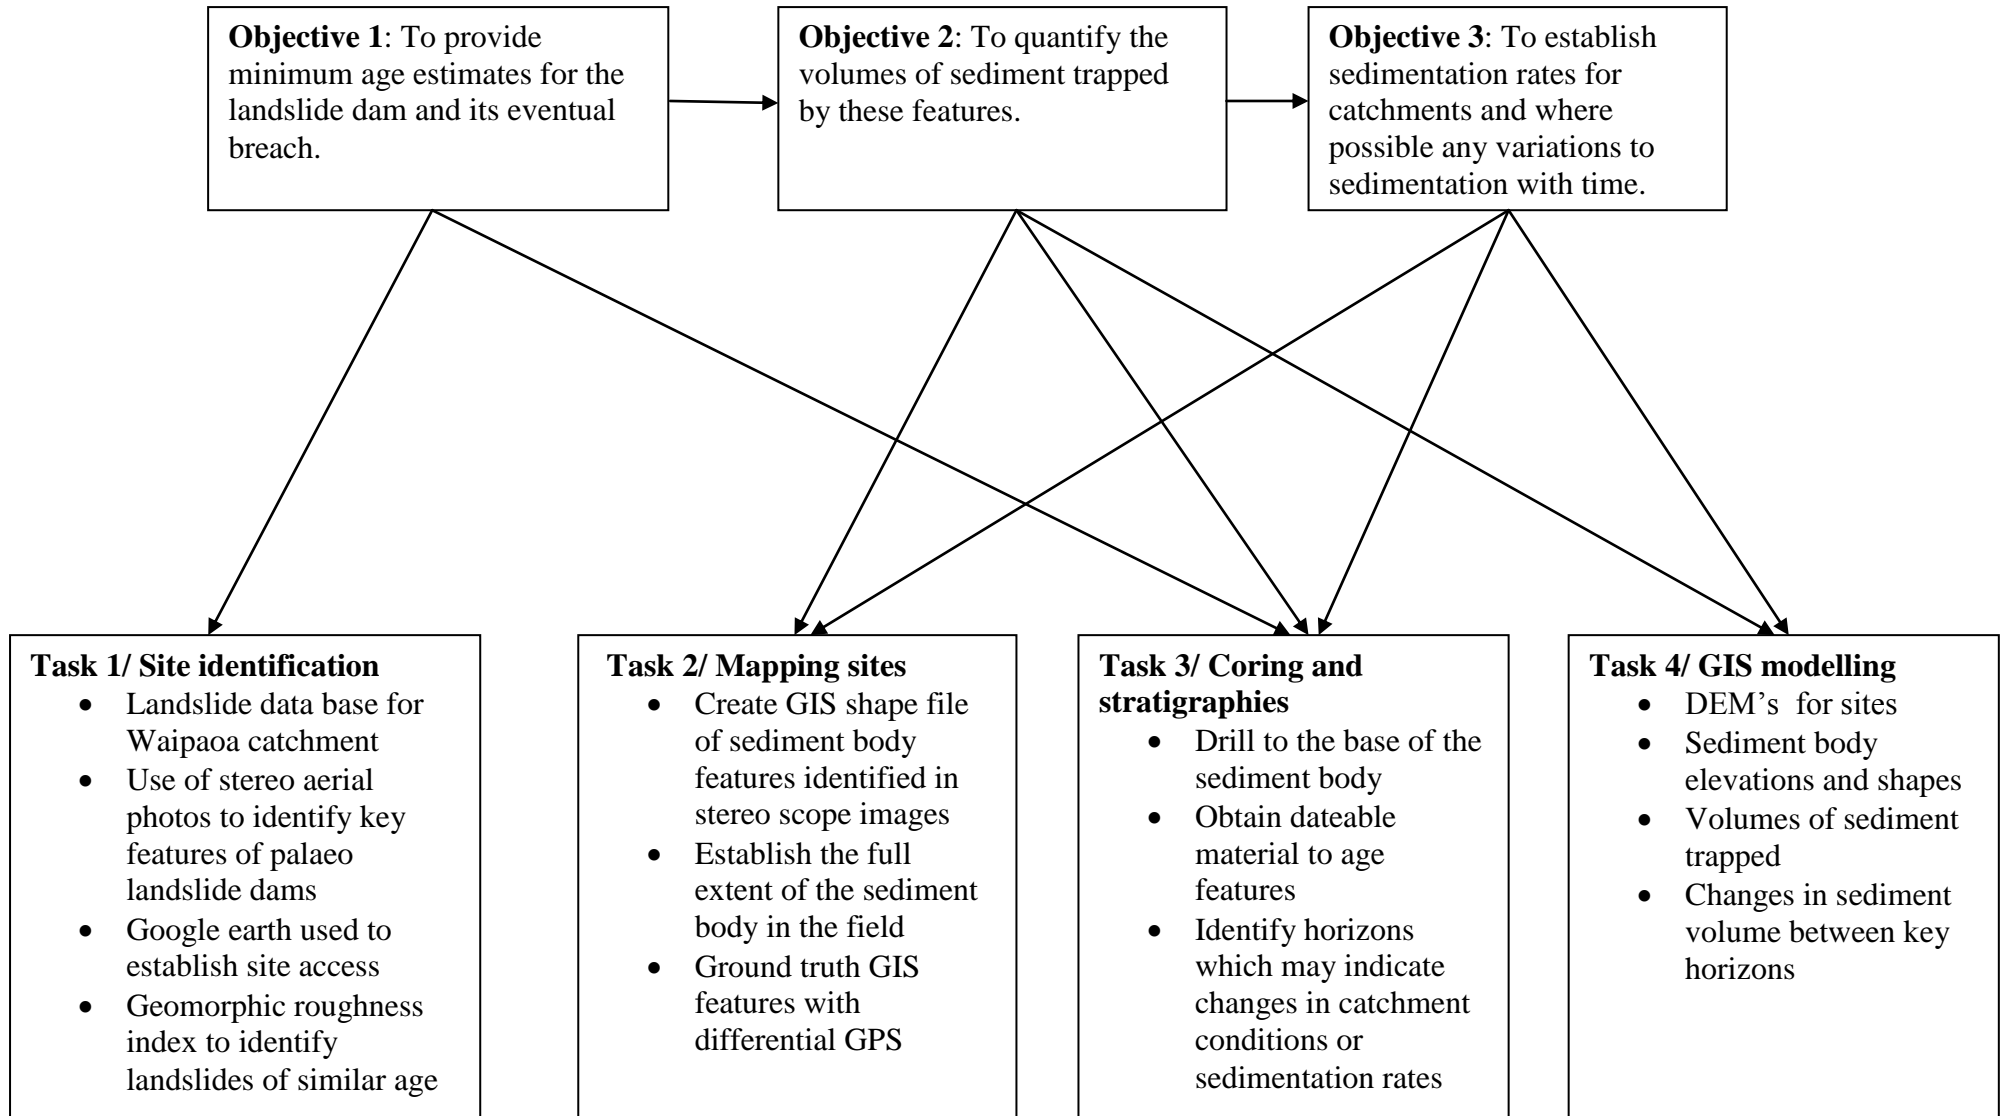 Objective 1: To provide
minimum age estimates for the
landslide dam and its eventual
breach.
Objective 2: To quantify the
volumes of sediment trapped
by these features.
Objective 3: To establish
sedimentation rates for
catchments and where
possible any variations to
sedimentation with time.
Task 1/ Site identification
• Landslide data base for
Waipaoa catchment
• Use of stereo aerial
photos to identify key
features of palaeo
landslide dams
• Google earth used to
establish site access
• Geomorphic roughness
index to identify
landslides of similar age
Task 2/ Mapping sites
• Create GIS shape file
of sediment body
features identified in
stereo scope images
• Establish the full
extent of the sediment
body in the field
• Ground truth GIS
features with
differential GPS
Task 3/ Coring and
stratigraphies
• Drill to the base of the
sediment body
• Obtain dateable
material to age
features
• Identify horizons
which may indicate
changes in catchment
conditions or
sedimentation rates
Task 4/ GIS modelling
• DEM’s for sites
• Sediment body
elevations and shapes
• Volumes of sediment
trapped
• Changes in sediment
volume between key
horizons